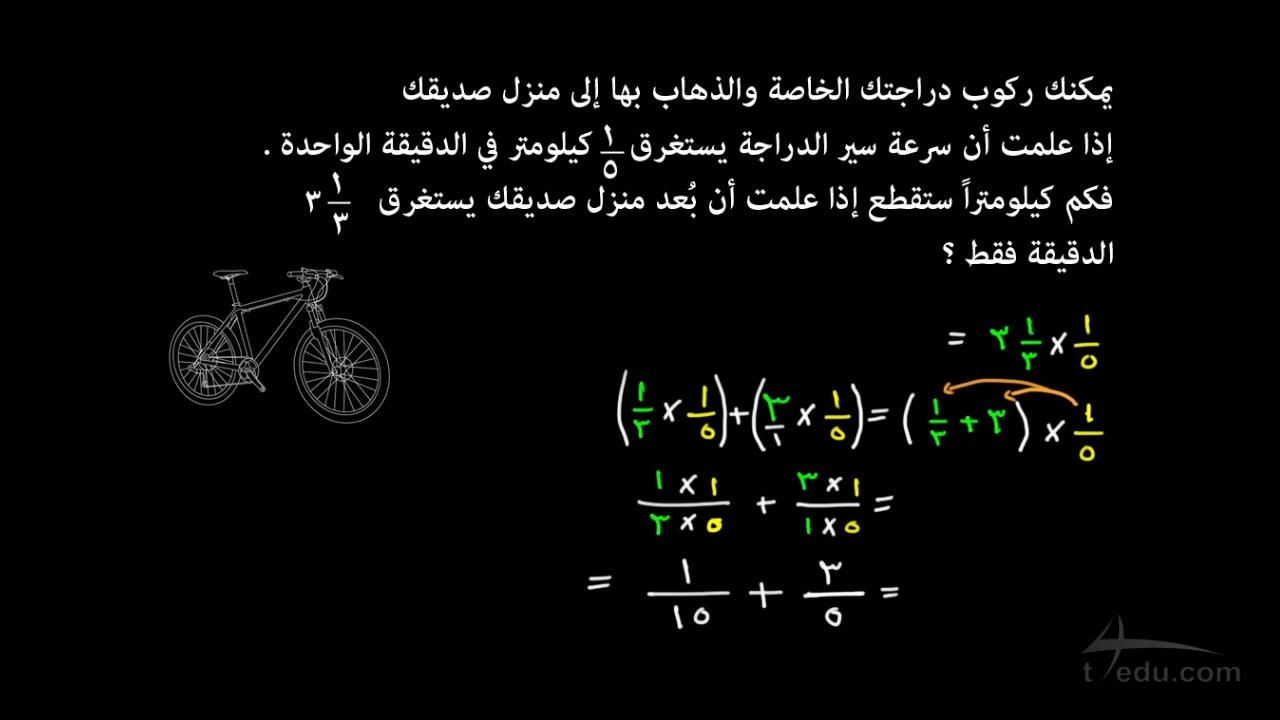 يمكنك ركوب دراجتك الخاصة والذهاب بها إلى منزل صديقك
إذا علمت أن سرعة سير الدراجة يستغرق ١/٥ كيلومتر في الدقيقة الواحدة .
فكم كيلومتراً ستقطع إذا علمت أن بُعد منزل صديقك يستغرق ٣ ١/٣
الدقيقة فقط ؟
١/٥ × ٣ ١/٣ =
١/٥ × (٣ + ١/٣) = (١/٥ × ٣/١) + (١/٥ × ١/٣)
= (١×٣)/(٥×١) + (١×١)/(٥×٣)
= ٣/٥ + ١/١٥ =
t4edu.com